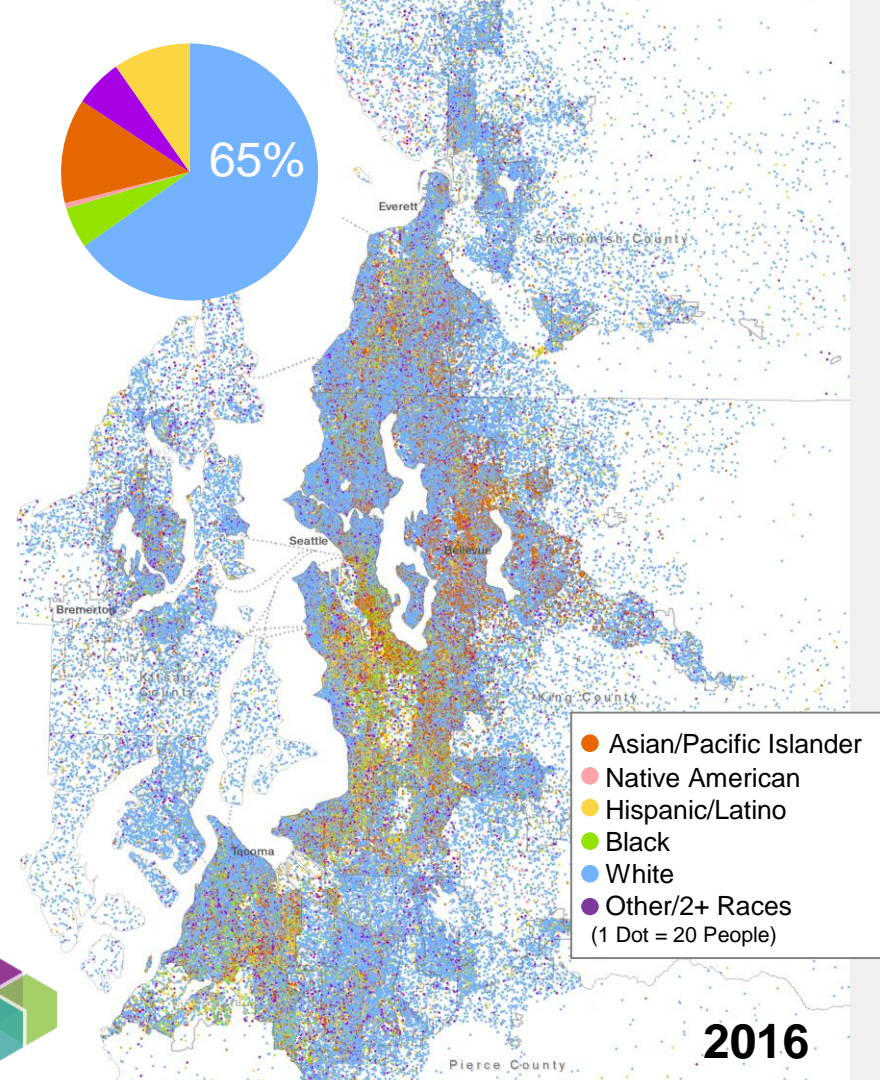 65%
Everett
Snohomish County
Seattle
Bellevue
Bremerton
Kitsap
County
King County
Asian/Pacific Islander
Native American
Hispanic/Latino
Black
White
Other/2+ Races
(1 Dot = 20 People)
Tacoma
2016
Pierce County